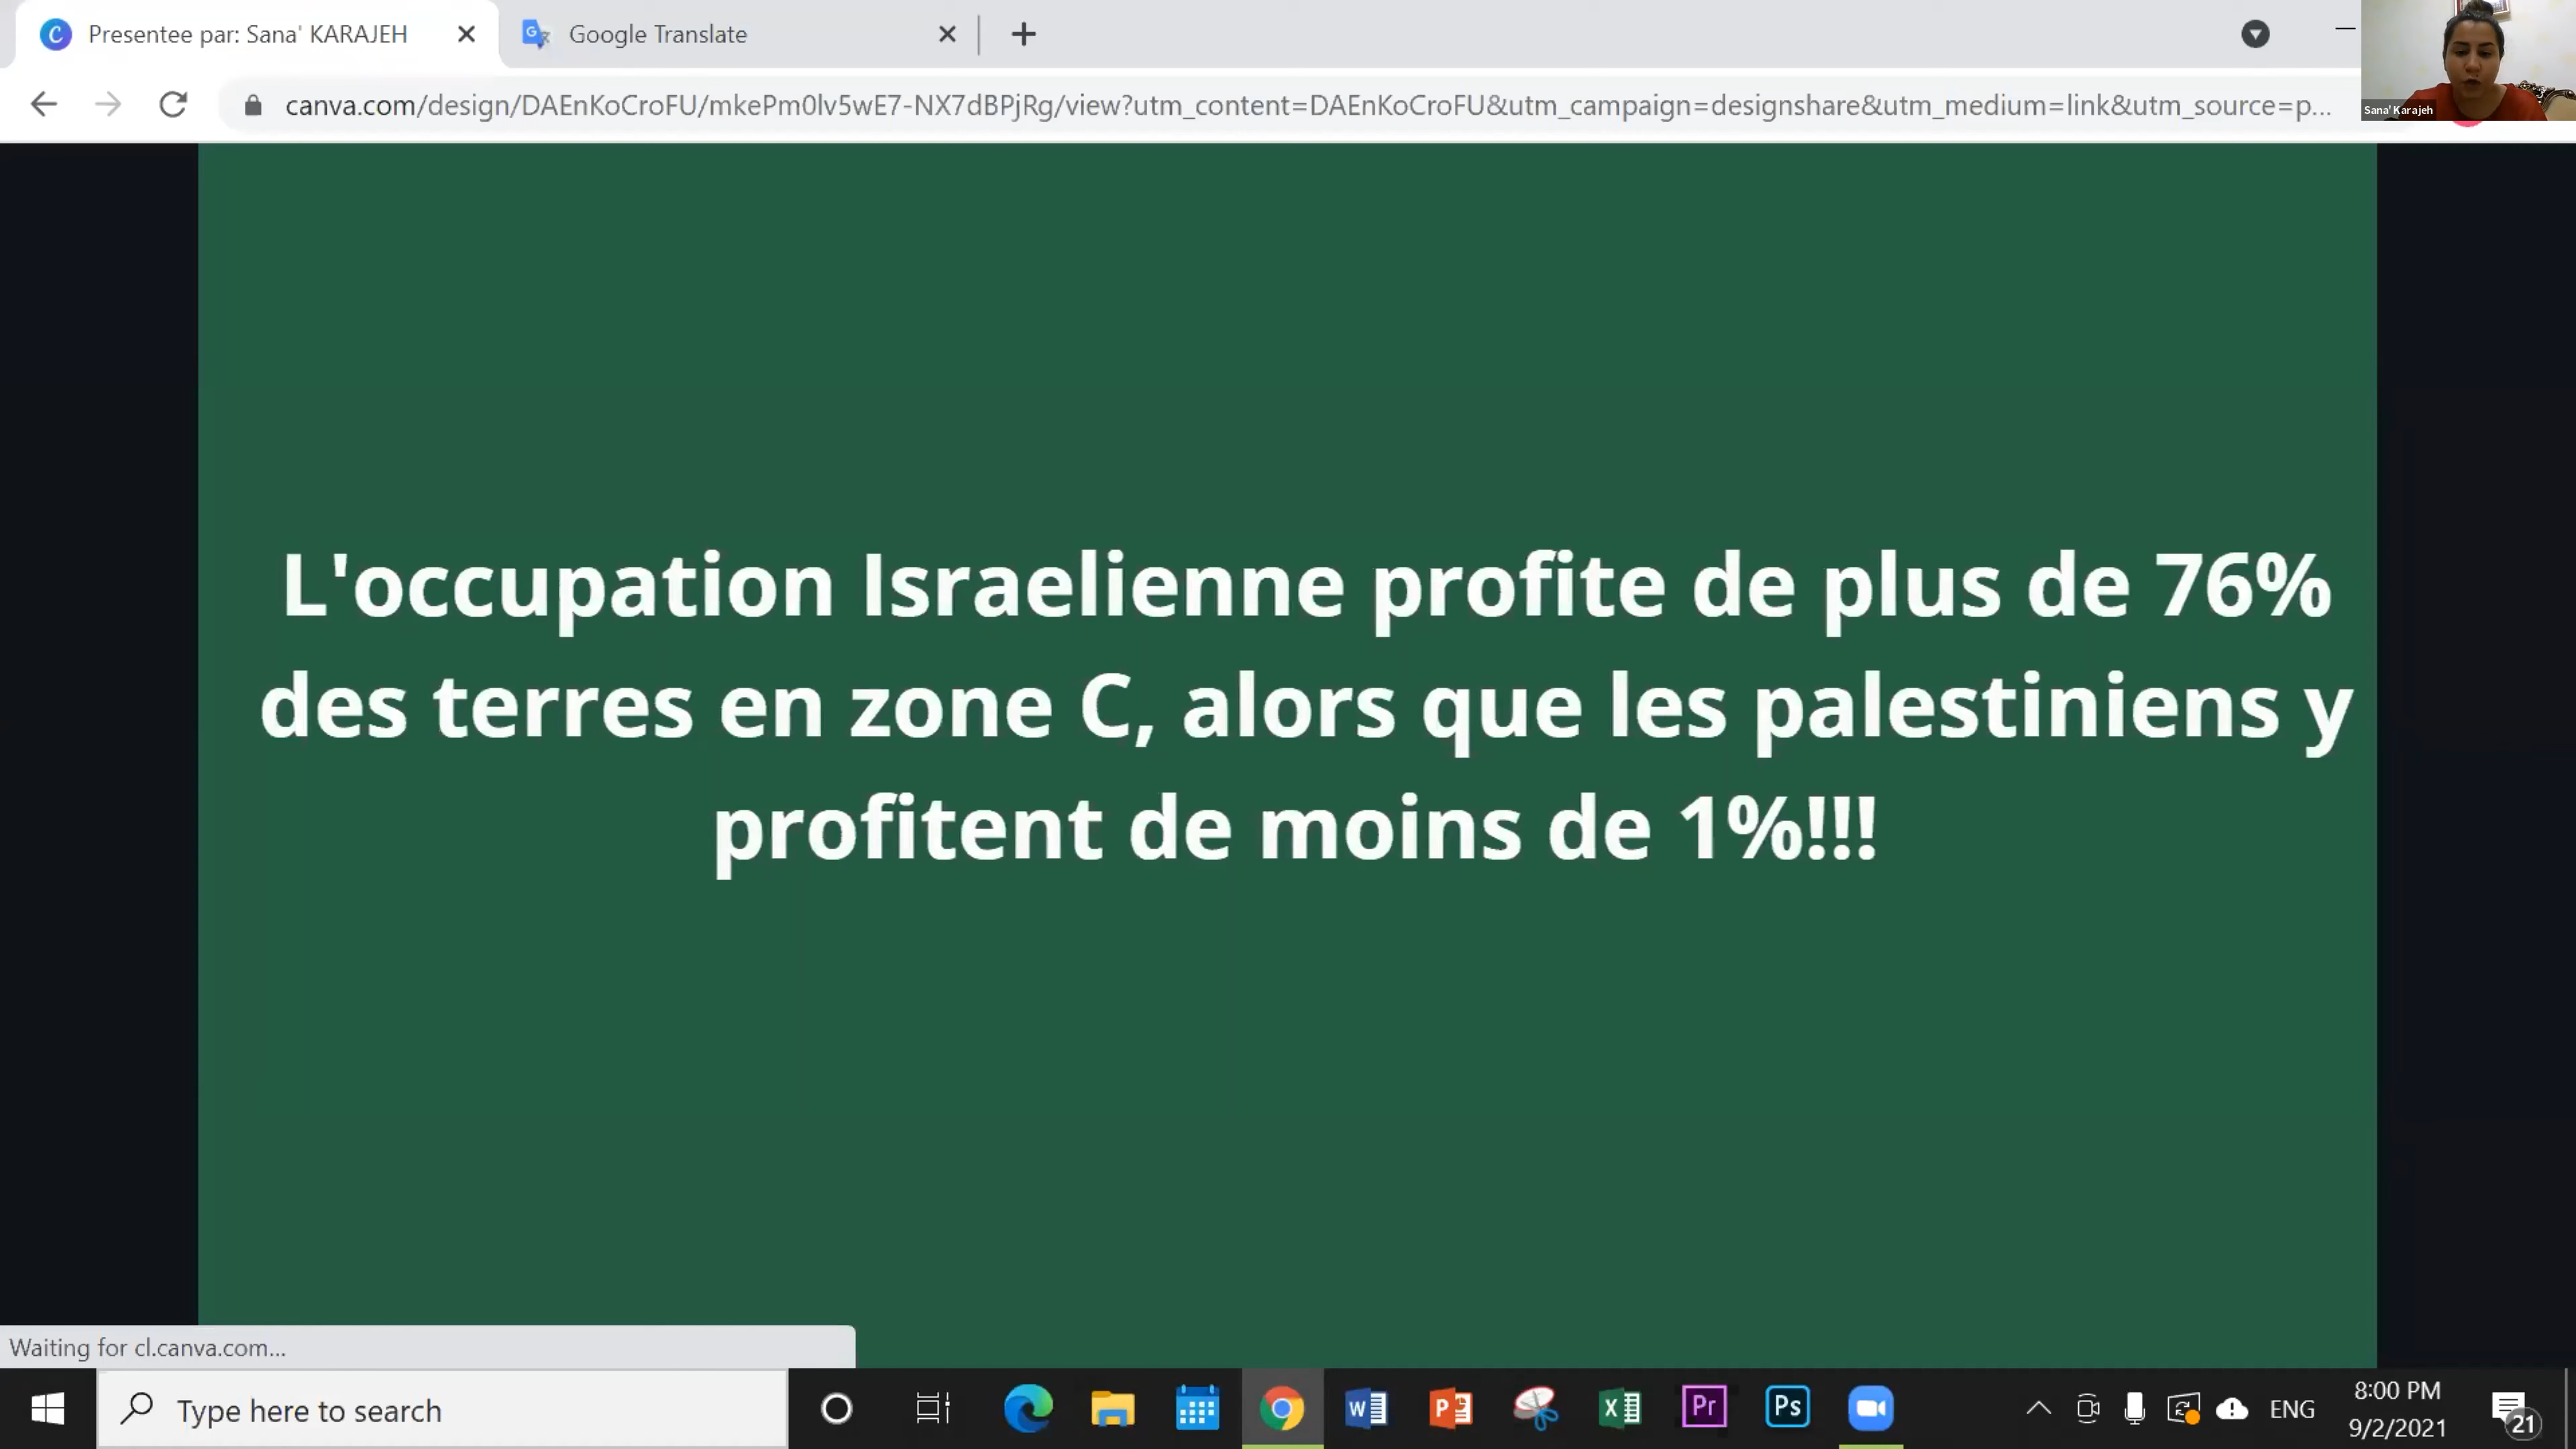 Presentee par: Sana' KARAJEH
Google Translate
canva.com/design/DAEnKoCroFU/mkePm0lv5wE7-NX7dBPjRg/view?utm_content=DAEnKoCroFU&utm_campaign=designshare&utm_medium=link&utm_source=p...
Sana' Karajeh
L'occupation Israelienne profite de plus de 76%
des terres en zone C, alors que les palestiniens y
profitent de moins de 1%!!!
Waiting for cl.canva.com...
Type here to search
Pr
Ps
ENG
8:00 PM
9/2/2021
21